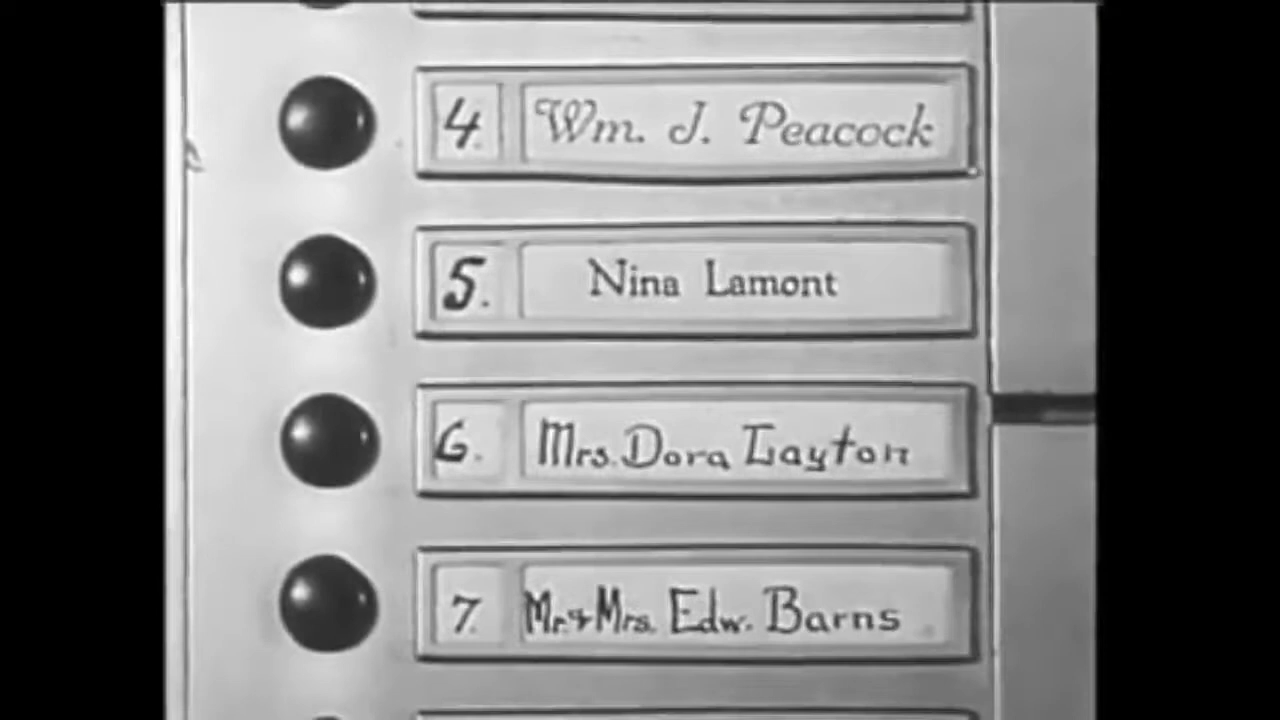 4. Wm. J. Peacock
5. Nina Lamont
6. Mrs. Dora Layton
7. Mr. & Mrs. Edw. Barns